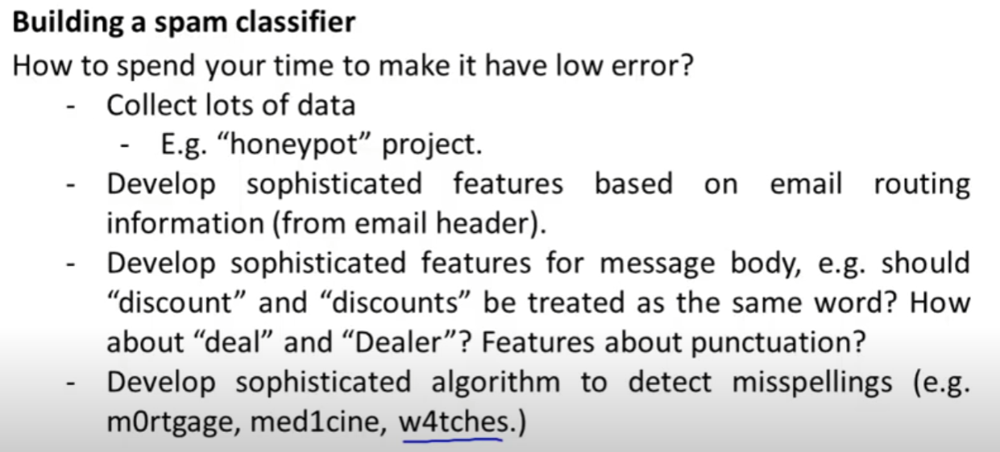 Building a spam classifier
How to spend your time to make it have low error?
- Collect lots of data
- E.g. “honeypot” project.
- Develop sophisticated features based on email routing
information (from email header).
- Develop sophisticated features for message body, e.g. should
“discount” and “discounts” be treated as the same word? How
about “deal” and “Dealer”? Features about punctuation?
- Develop sophisticated algorithm to detect misspellings (e.g.
m0rtgage, med1cine, w4tches.)